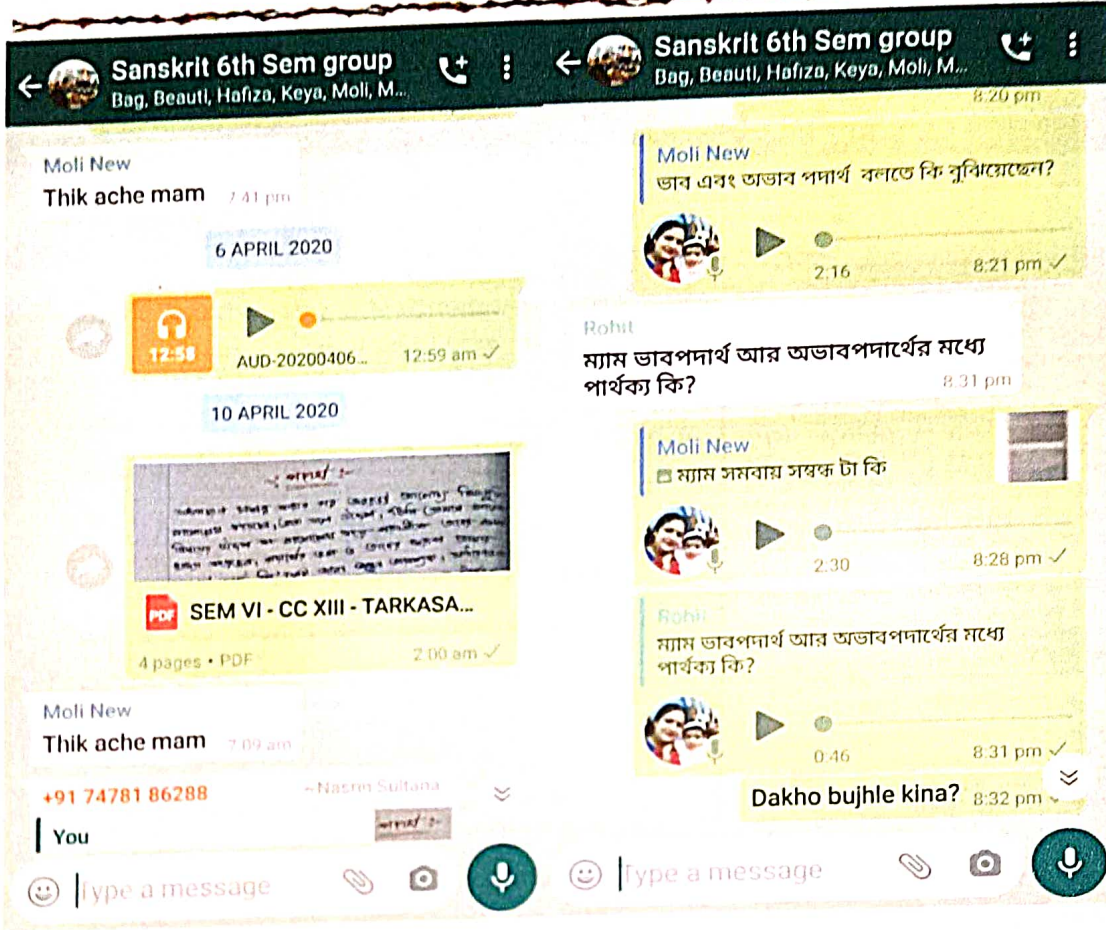 Sanskrit 6th Sem group
Bag, Beauti, Hafiza, Keya, Moli, M...
Moli New
Thik ache mam 7:41 pm
6 APRIL 2020
12:58
AUD-20200406... 12:59 am
10 APRIL 2020
PDF SEM VI - CC XIII - TARKASA...
4 pages • PDF 2:00 am
Moli New
Thik ache mam 7:09 am
+91 74781 86288 ~Nasrin Sultana
You
Type a message
Sanskrit 6th Sem group
Bag, Beauti, Hafiza, Keya, Moli, M...
8:20 pm
Moli New
ভাব এবং অভাব পদার্থ বলতে কি বুঝিয়েছেন?
2:16 8:21 pm
Rohit
ম্যাম ভাবপদার্থ আর অভাবপদার্থের মধ্যে
পার্থক্য কি?
8:31 pm
Moli New
ম্যাম সমবায় সম্বন্ধ টা কি
2:30 8:28 pm
Rohit
ম্যাম ভাবপদার্থ আর অভাবপদার্থের মধ্যে
পার্থক্য কি?
0:46 8:31 pm
Dakho bujhle kina? 8:32 pm
Type a message